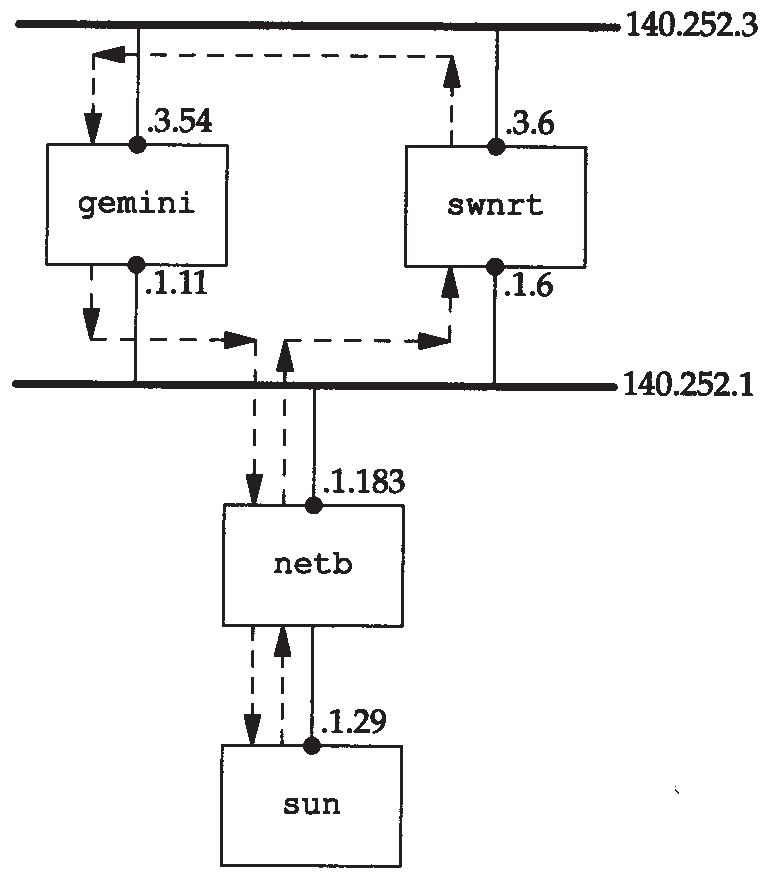 140.252.3
.3.54
.3.6
gemini
swnrt
.1.11
.1.6
140.252.1
.1.183
netb
.1.29
sun